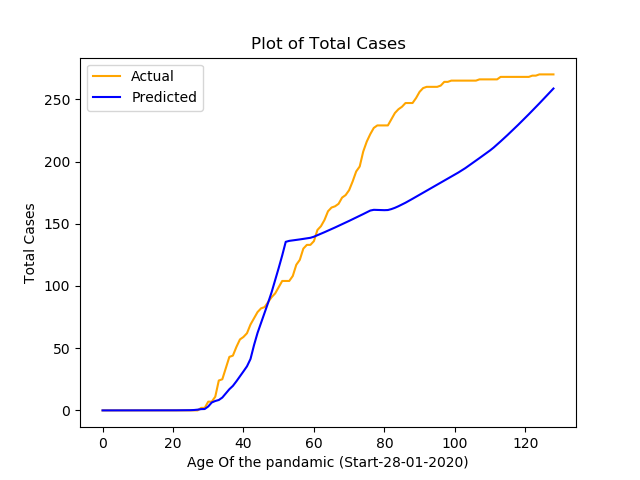 Plot of Total Cases
Actual
Predicted
Total Cases
250
200
150
100
50
0
0 20 40 60 80 100 120
Age Of the pandamic (Start-28-01-2020)